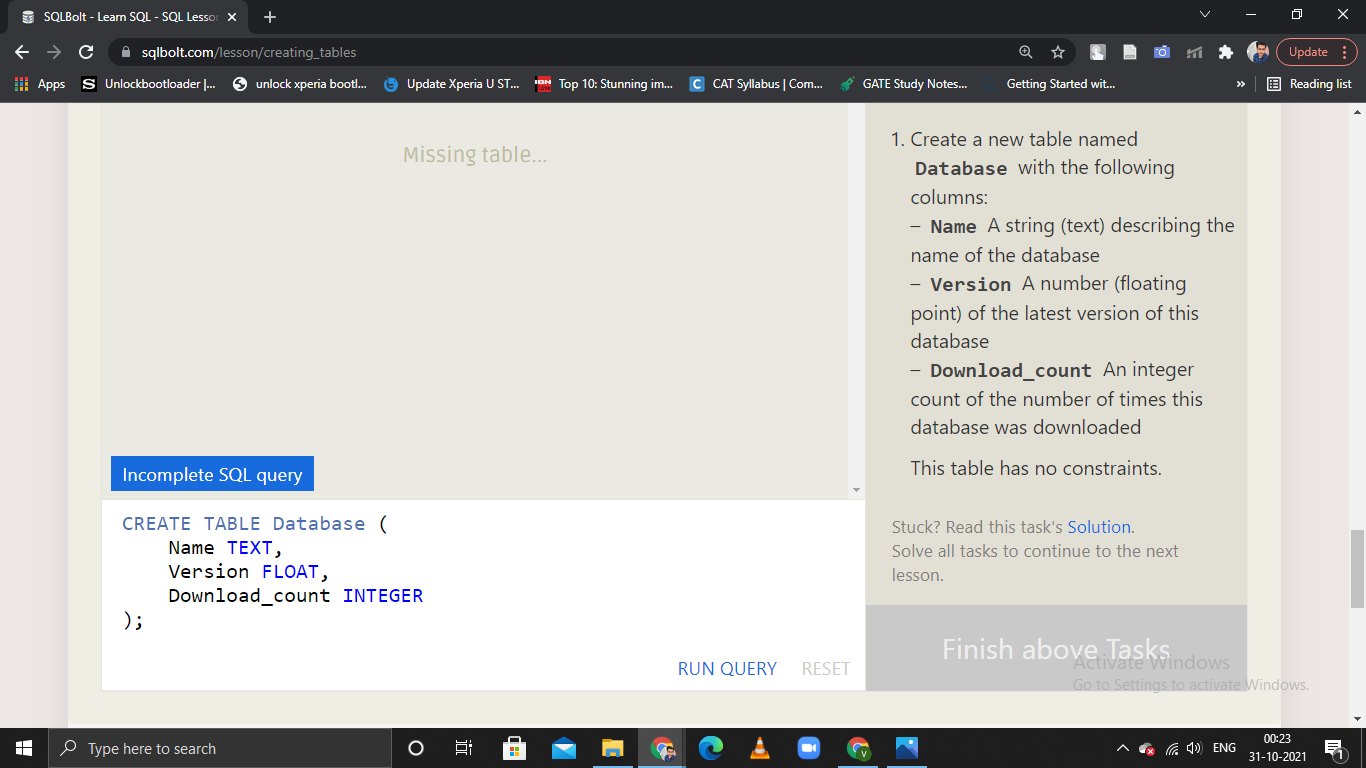 SQLBolt - Learn SQL - SQL Lesson
sqlbolt.com/lesson/creating_tables
Update
Apps
Unlockbootloader |...
unlock xperia bootl...
Update Xperia U ST...
Top 10: Stunning im...
CAT Syllabus | Com...
GATE Study Notes...
Getting Started wit...
»
Reading list
Missing table...
1. Create a new table named
Database with the following
columns:
– Name A string (text) describing the
name of the database
– Version A number (floating
point) of the latest version of this
database
– Download_count An integer
count of the number of times this
database was downloaded
This table has no constraints.
Incomplete SQL query
CREATE TABLE Database (
Name TEXT,
Version FLOAT,
Download_count INTEGER
);
RUN QUERY
RESET
Stuck? Read this task's Solution.
Solve all tasks to continue to the next
lesson.
Finish above Tasks
Activate Windows
Go to Settings to activate Windows.
Type here to search
ENG
00:23
31-10-2021
1